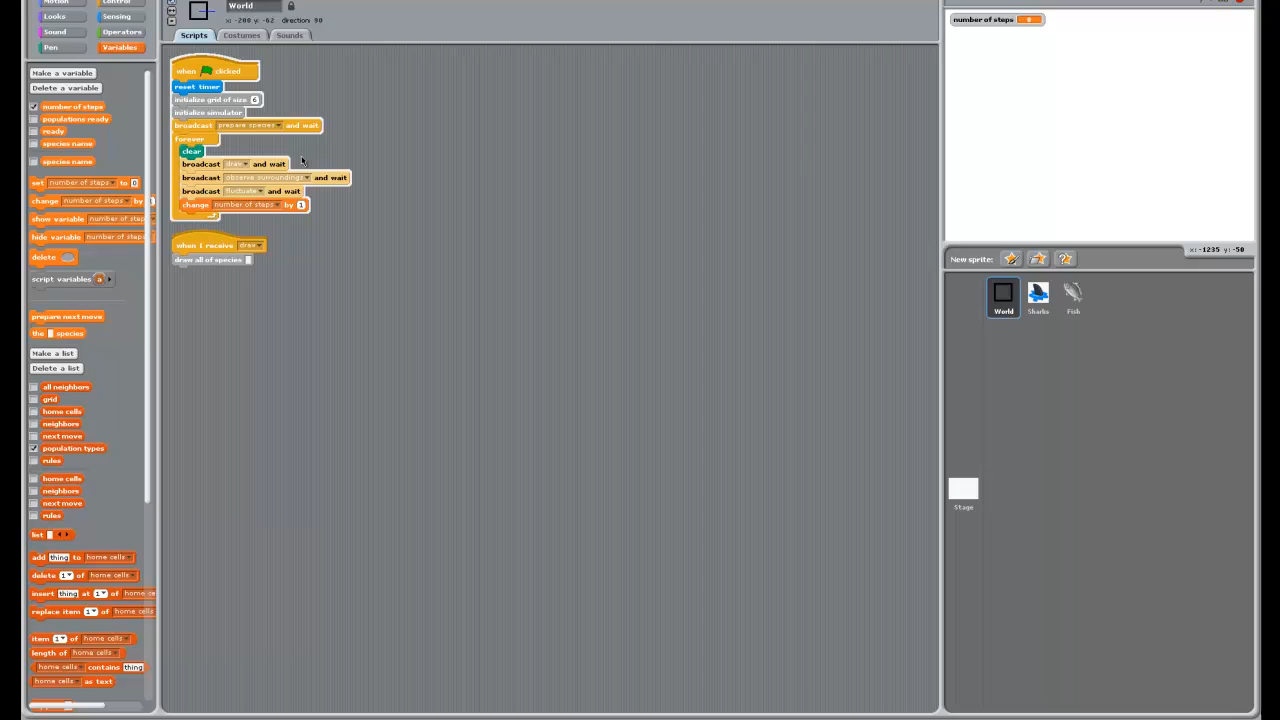 Motion Control
Looks Sensing
Sound Operators
Pen Variables
World
x: -200 y: -62 direction: 90
Scripts Costumes Sounds
Make a variable
Delete a variable
number of steps
populations ready
ready
species name
species name
set number of steps to 0
change number of steps by 1
show variable number of step
hide variable number of step
delete
script variables a
prepare next move
the species
Make a list
Delete a list
all neighbors
grid
home cells
neighbors
next move
population types
rules
home cells
neighbors
next move
rules
list
add thing to home cells
delete 1 of home cells
insert thing at 1 of home ce
replace item 1 of home cells
item 1 of home cells
length of home cells
home cells contains thing
home cells as text
when clicked
reset timer
initialize grid of size 6
initialize simulator
broadcast prepare species and wait
forever
clear
broadcast draw and wait
broadcast observe surroundings and wait
broadcast fluctuate and wait
change number of steps by 1
when I receive draw
draw all of species
number of steps 0
x: -1235 y: -50
New sprite:
World Sharks Fish
Stage